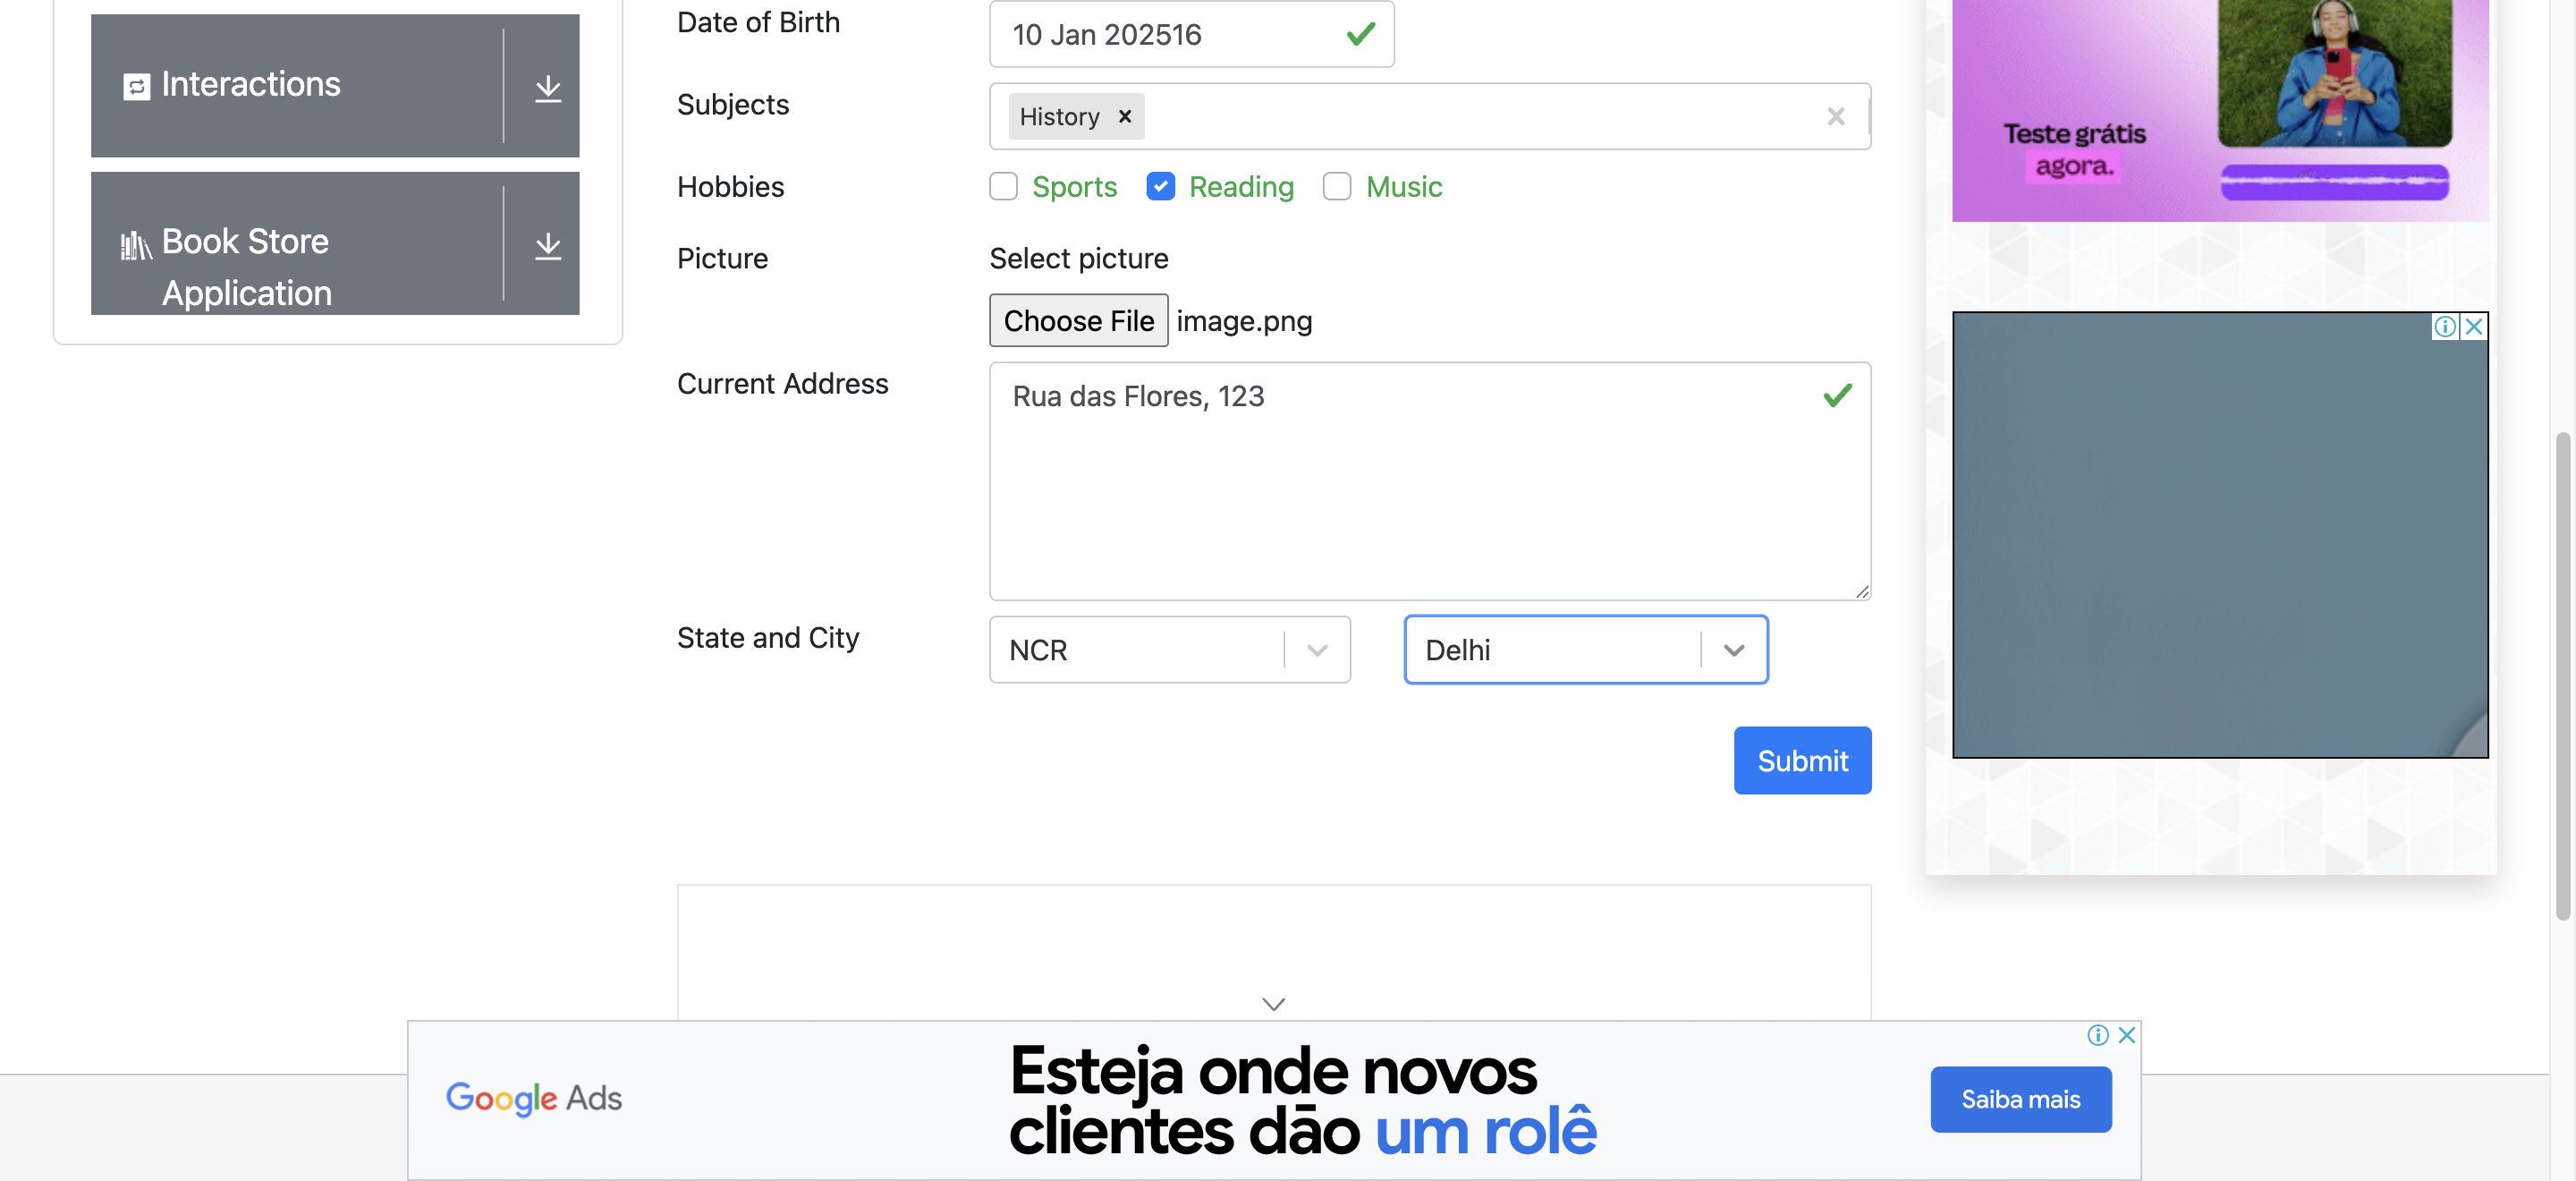 Interactions
Book Store
Application
Date of Birth
10 Jan 202516
Subjects
History
Hobbies
Sports
Reading
Music
Picture
Select picture
Choose File
image.png
Current Address
Rua das Flores, 123
State and City
NCR
Delhi
Submit
Teste grátis
agora.
Google Ads
Esteja onde novos
clientes dão um rolê
Saiba mais